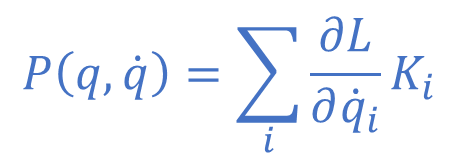 P(q, q̇) = ∑ᵢ ∂L/∂q̇ᵢ Kᵢ